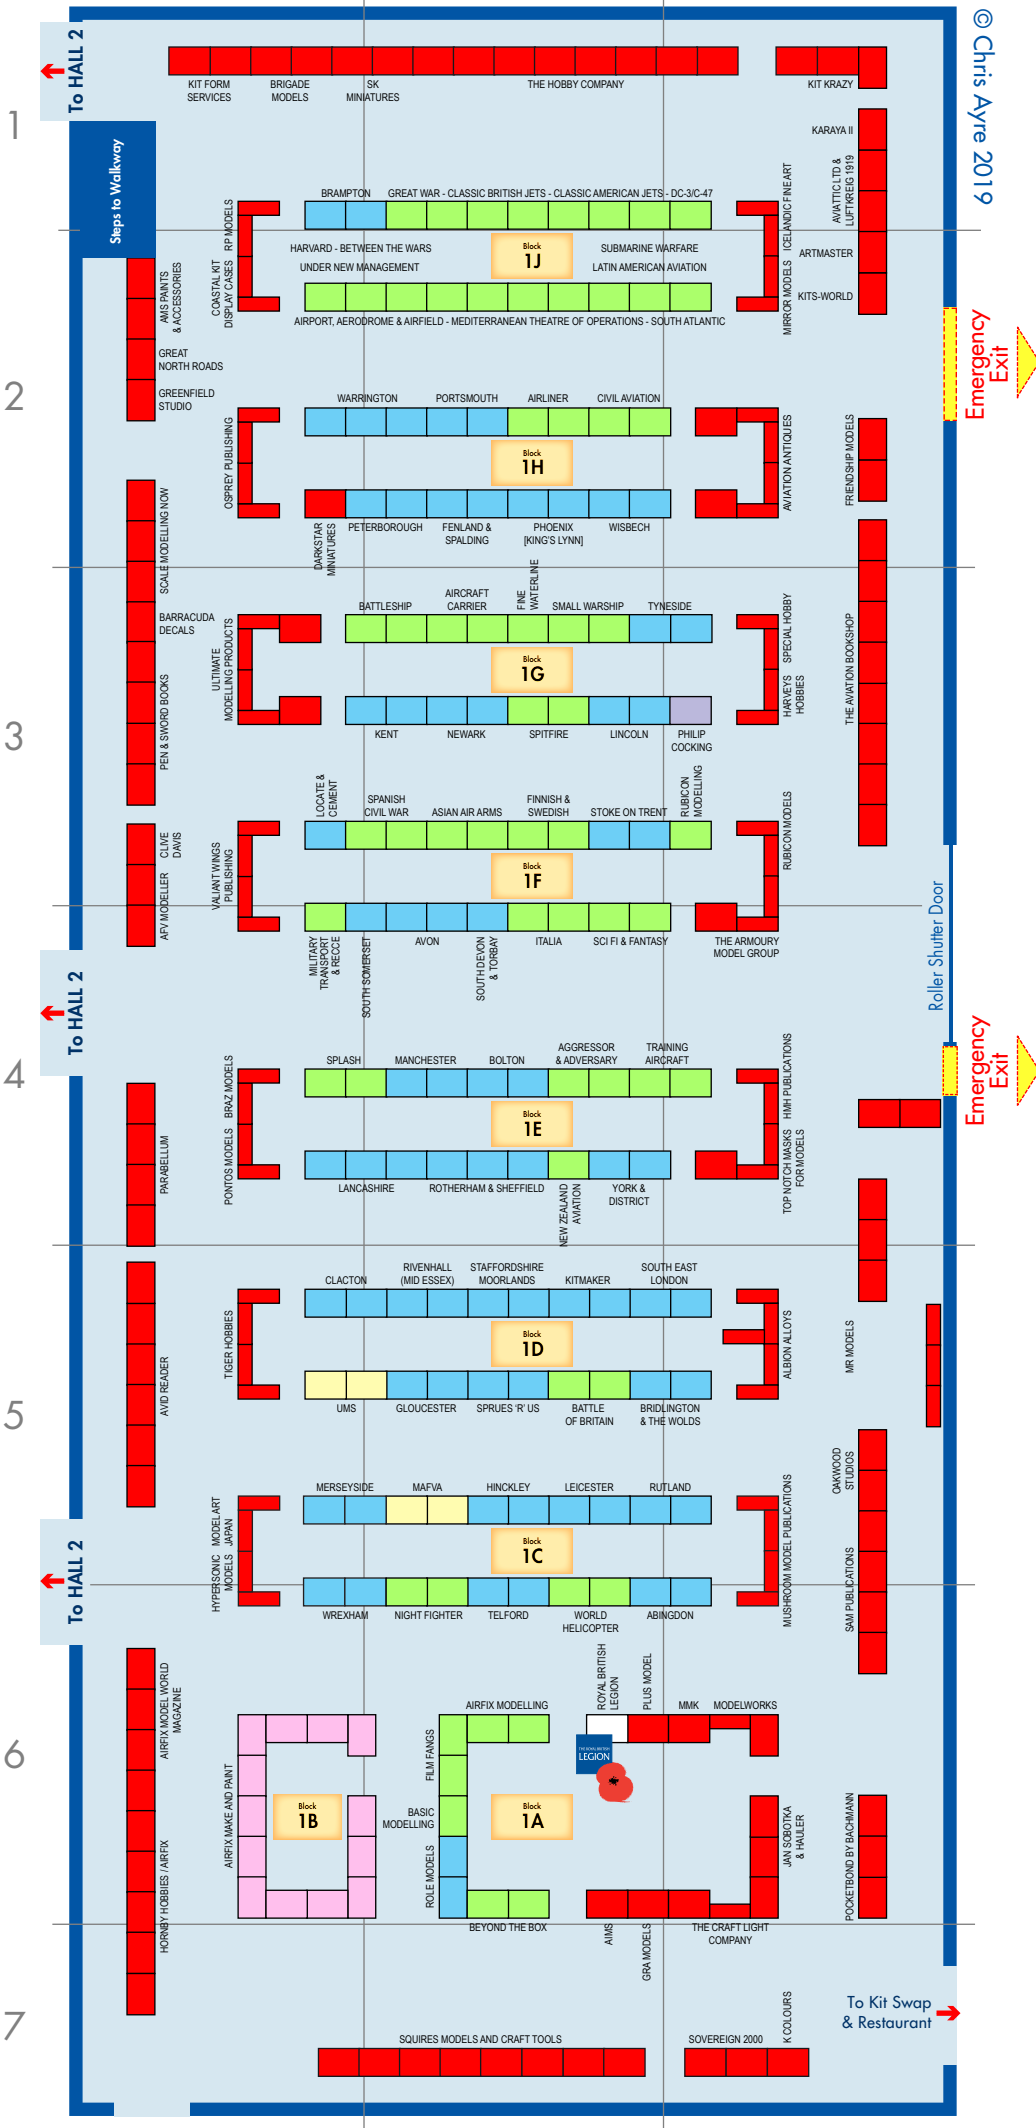 To HALL 2
© Chris Ayre 2019
KIT FORM
SERVICES
BRIGADE
MODELS
SK
MINIATURES
THE HOBBY COMPANY
KIT KRAZY
1
Steps to Walkway
KARAYA II
AVIATTIC LTD &
LUFTKREIG 1919
ARTMASTER
KITS-WORLD
BRAMPTON
GREAT WAR - CLASSIC BRITISH JETS - CLASSIC AMERICAN JETS - DC-3/C-47
RP MODELS
COASTAL KIT
DISPLAY CASES
HARVARD - BETWEEN THE WARS
UNDER NEW MANAGEMENT
Block
1J
SUBMARINE WARFARE
LATIN AMERICAN AVIATION
ICELANDIC FINE ART
MIRROR MODELS
AIRPORT, AERODROME & AIRFIELD - MEDITERRANEAN THEATRE OF OPERATIONS - SOUTH ATLANTIC
AMS PAINTS
& ACCESSORIES
GREAT
NORTH ROADS
GREENFIELD
STUDIO
Emergency
Exit
2
WARRINGTON
PORTSMOUTH
AIRLINER
CIVIL AVIATION
OSPREY PUBLISHING
Block
1H
AVIATION ANTIQUES
FRIENDSHIP MODELS
DARKSTAR
MINIATURES
PETERBOROUGH
FENLAND &
SPALDING
PHOENIX
[KING'S LYNN]
WISBECH
SCALE MODELLING NOW
BARRACUDA
DECALS
BATTLESHIP
AIRCRAFT
CARRIER
FINE
WATERLINE
SMALL WARSHIP
TYNESIDE
ULTIMATE
MODELLING PRODUCTS
Block
1G
SPECIAL HOBBY
HARVEYS
HOBBIES
THE AVIATION BOOKSHOP
PEN & SWORD BOOKS
3
KENT
NEWARK
SPITFIRE
LINCOLN
PHILIP
COCKING
LOCATE &
CEMENT
SPANISH
CIVIL WAR
ASIAN AIR ARMS
FINNISH &
SWEDISH
STOKE ON TRENT
RUBICON
MODELLING
CLIVE
DAVIS
AFV MODELLER
VALIANT WINGS
PUBLISHING
Block
1F
RUBICON MODELS
MILITARY
TRANSPORT
& RECCE
SOUTH SOMERSET
AVON
SOUTH DEVON
& TORBAY
ITALIA
SCI FI & FANTASY
THE ARMOURY
MODEL GROUP
Roller Shutter Door
To HALL 2
Emergency
Exit
4
SPLASH
MANCHESTER
BOLTON
AGGRESSOR
& ADVERSARY
TRAINING
AIRCRAFT
BRAZ MODELS
PONTOS MODELS
Block
1E
HMH PUBLICATIONS
TOP NOTCH MASKS
FOR MODELS
PARABELLUM
LANCASHIRE
ROTHERHAM & SHEFFIELD
NEW ZEALAND
AVIATION
YORK &
DISTRICT
CLACTON
RIVENHALL
(MID ESSEX)
STAFFORDSHIRE
MOORLANDS
KITMAKER
SOUTH EAST
LONDON
TIGER HOBBIES
Block
1D
ALBION ALLOYS
MR MODELS
AVID READER
5
UMS
GLOUCESTER
SPRUES 'R' US
BATTLE
OF BRITAIN
BRIDLINGTON
& THE WOLDS
OAKWOOD
STUDIOS
MERSEYSIDE
MAFVA
HINCKLEY
LEICESTER
RUTLAND
MODEL ART
JAPAN
HYPERSONIC
MODELS
Block
1C
MUSHROOM MODEL PUBLICATIONS
SAM PUBLICATIONS
To HALL 2
WREXHAM
NIGHT FIGHTER
TELFORD
WORLD
HELICOPTER
ABINGDON
AIRFIX MODEL WORLD
MAGAZINE
AIRFIX MODELLING
ROYAL BRITISH
LEGION
PLUS MODEL
MMK
MODELWORKS
THE ROYAL BRITISH
LEGION
6
FILM FANGS
BASIC
MODELLING
ROLE MODELS
AIRFIX MAKE AND PAINT
Block
1B
Block
1A
JAN SOBOTKA
& HAULER
POCKETBOND BY BACHMANN
HORNBY HOBBIES / AIRFIX
BEYOND THE BOX
AIMS
GRA MODELS
THE CRAFT LIGHT
COMPANY
7
To Kit Swap
& Restaurant
SQUIRES MODELS AND CRAFT TOOLS
SOVEREIGN 2000
K COLOURS